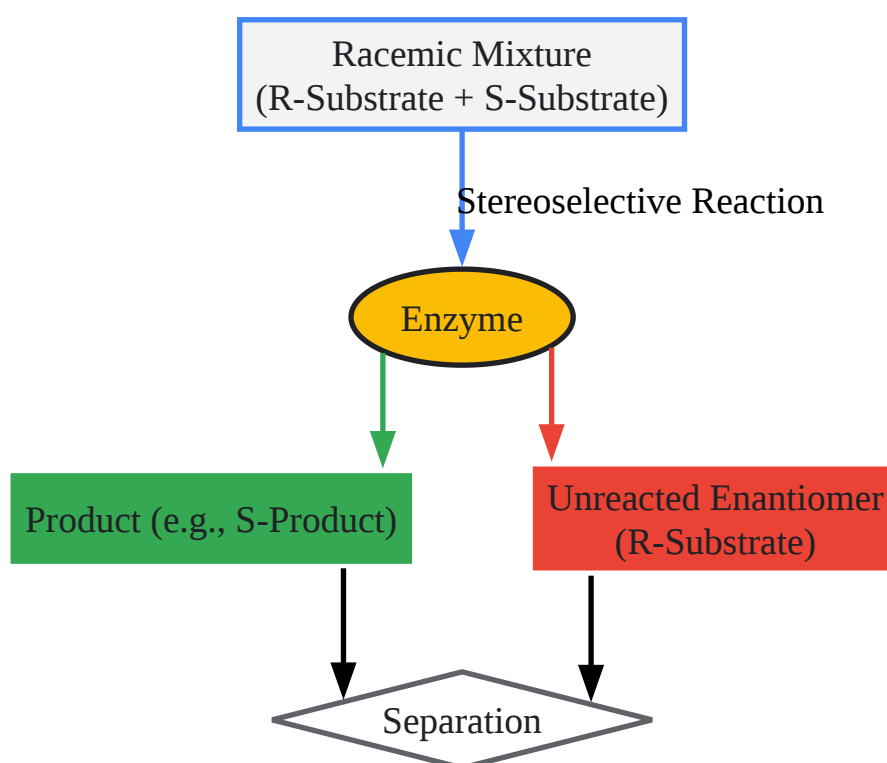 Racemic Mixture
(R-Substrate + S-Substrate)
Stereoselective Reaction
Enzyme
Product (e.g., S-Product)
Unreacted Enantiomer
(R-Substrate)
Separation